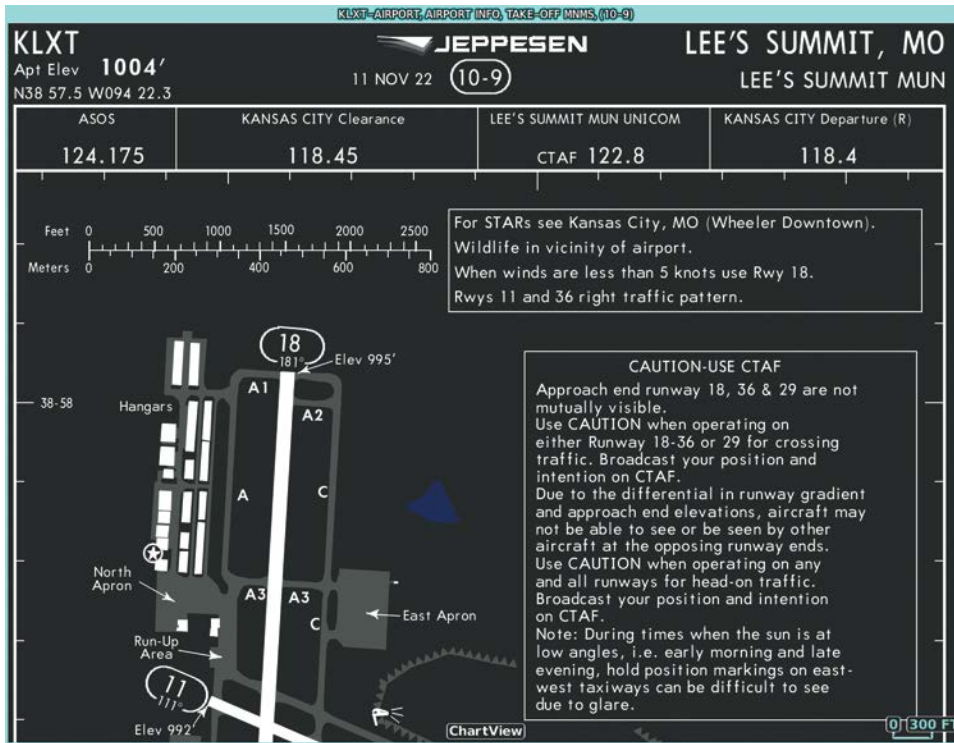 KLXT-AIRPORT, AIRPORT INFO, TAKE-OFF MNMS, (10-9)
KLXT
Apt Elev 1004'
N38 57.5 W094 22.3
JEPPESEN
11 NOV 22 10-9
LEE'S SUMMIT, MO
LEE'S SUMMIT MUN
ASOS
124.175
KANSAS CITY Clearance
118.45
LEE'S SUMMIT MUN UNICOM
CTAF 122.8
KANSAS CITY Departure (R)
118.4
Feet 0 500 1000 1500 2000 2500
Meters 0 200 400 600 800
For STARs see Kansas City, MO (Wheeler Downtown).
Wildlife in vicinity of airport.
When winds are less than 5 knots use Rwy 18.
Rwys 11 and 36 right traffic pattern.
18
181°
Elev 995'
A1
A2
38-58
Hangars
A
C
North
Apron
A3
A3
C
East Apron
Run-Up
Area
11
111°
Elev 992'
CAUTION-USE CTAF
Approach end runway 18, 36 & 29 are not
mutually visible.
Use CAUTION when operating on
either Runway 18-36 or 29 for crossing
traffic. Broadcast your position and
intention on CTAF.
Due to the differential in runway gradient
and approach end elevations, aircraft may
not be able to see or be seen by other
aircraft at the opposing runway ends.
Use CAUTION when operating on any
and all runways for head-on traffic.
Broadcast your position and intention
on CTAF.
Note: During times when the sun is at
low angles, i.e. early morning and late
evening, hold position markings on east-
west taxiways can be difficult to see
due to glare.
ChartView
0 300 FT